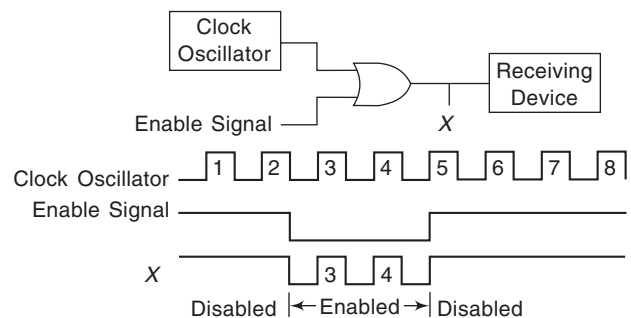 Clock
Oscillator
Receiving
Device
Enable Signal
X
Clock Oscillator 1 2 3 4 5 6 7 8
Enable Signal
X 3 4
Disabled Enabled Disabled